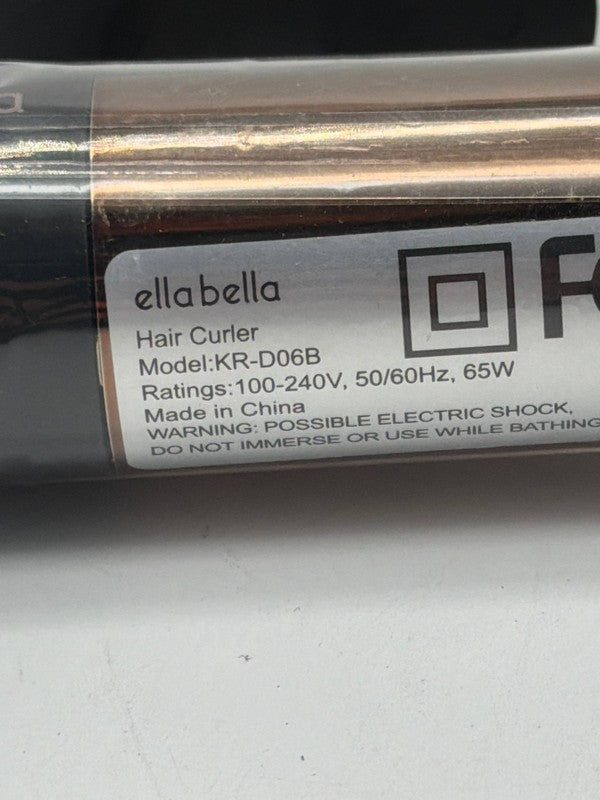 a
ellabella
Hair Curler
Model:KR-D06B
Ratings:100-240V, 50/60Hz, 65W
Made in China
WARNING: POSSIBLE ELECTRIC SHOCK,
DO NOT IMMERSE OR USE WHILE BATHING